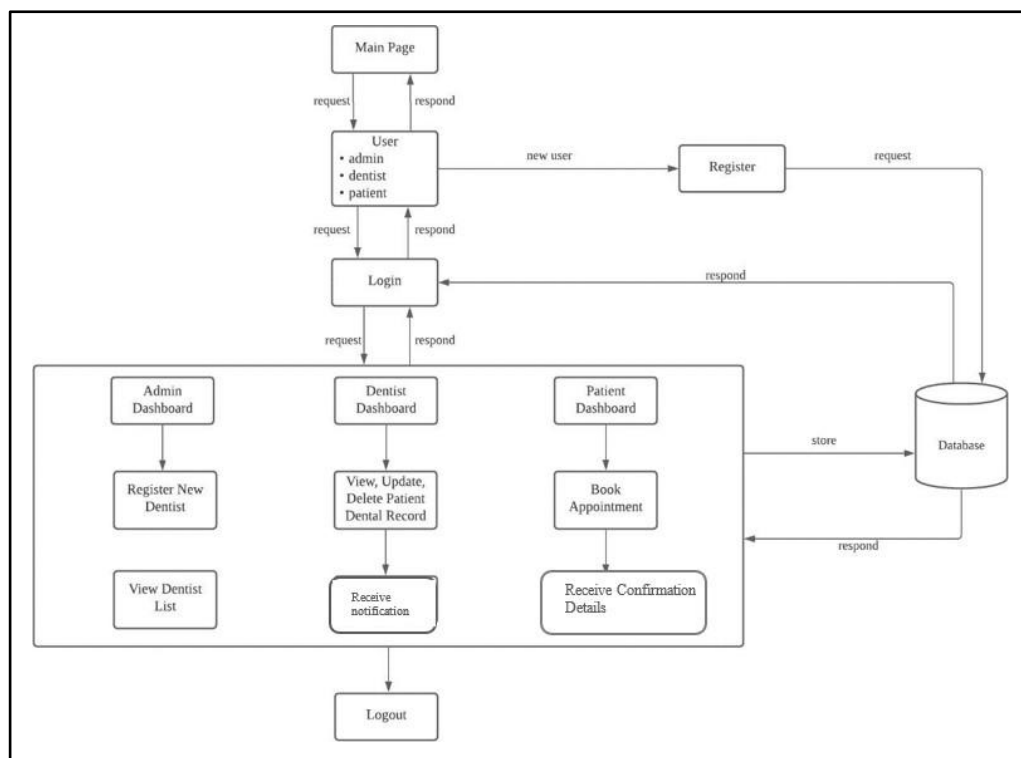 Main Page
request
respond
User
• admin
• dentist
• patient
new user
Register
request
request
respond
Login
respond
request
respond
Admin
Dashboard
Dentist
Dashboard
Patient
Dashboard
store
Database
Register New
Dentist
View, Update,
Delete Patient
Dental Record
Book
Appointment
respond
View Dentist
List
Receive
notification
Receive Confirmation
Details
Logout